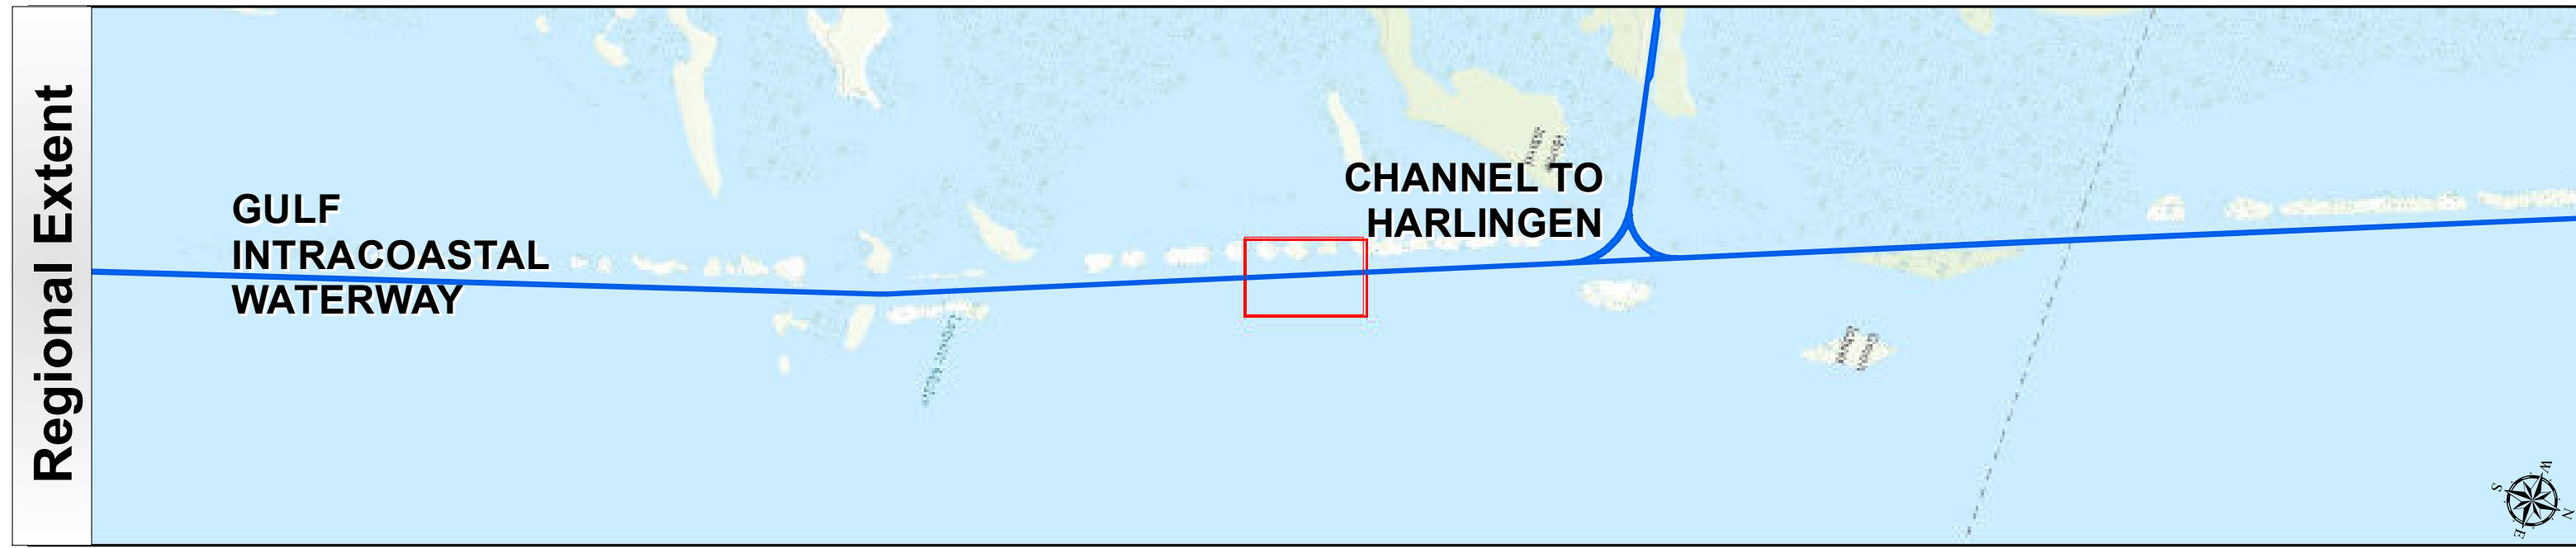 Regional Extent
GULF
INTRACOASTAL
WATERWAY
CHANNEL TO
HARLINGEN
W
S
N
E